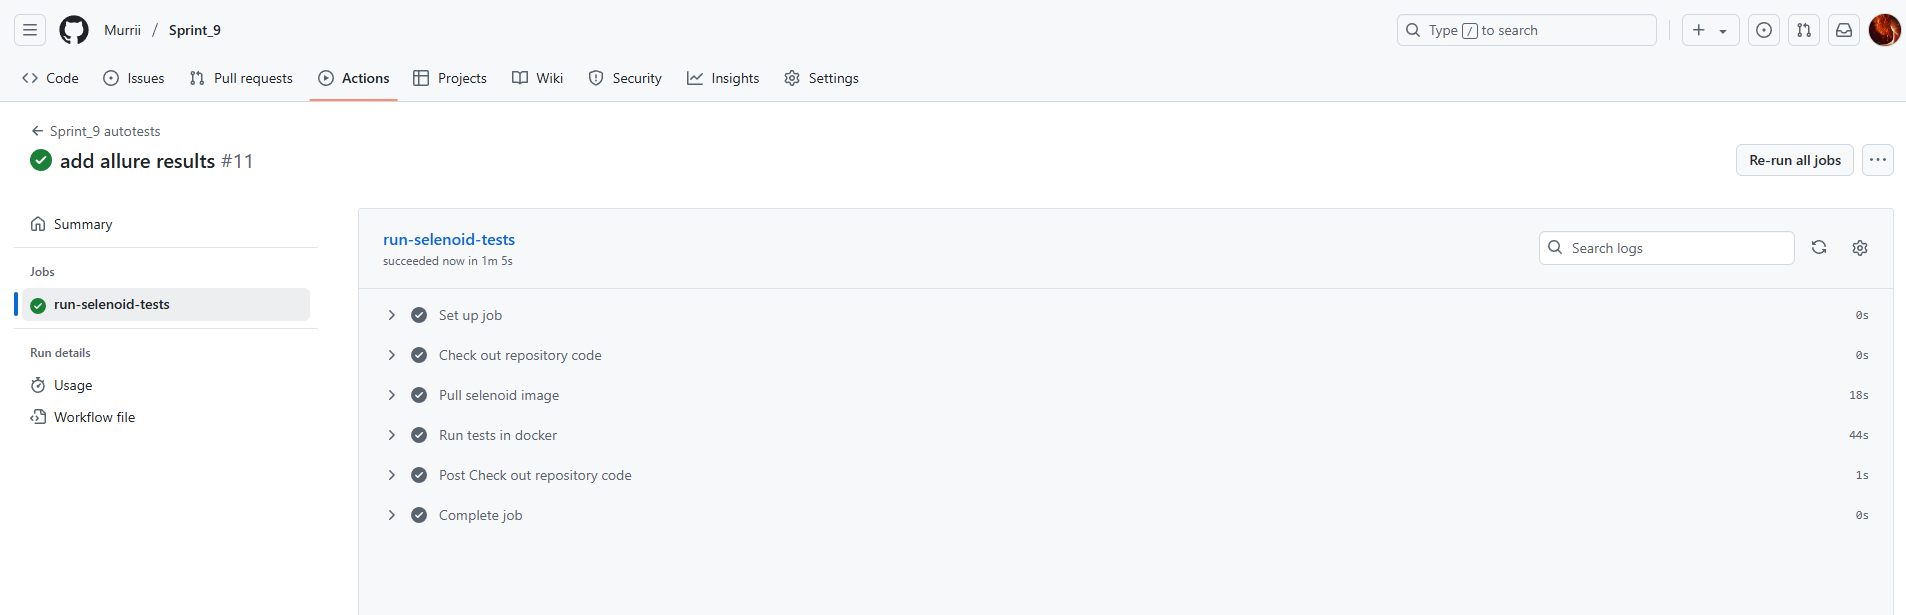 Murrii / Sprint_9 Type / to search
Code Issues Pull requests Actions Projects Wiki Security Insights Settings
Sprint_9 autotests
add allure results #11
Re-run all jobs
Summary
Jobs
run-selenoid-tests
Run details
Usage
Workflow file
run-selenoid-tests
succeeded now in 1m 5s
Search logs
Set up job 0s
Check out repository code 0s
Pull selenoid image 18s
Run tests in docker 44s
Post Check out repository code 1s
Complete job 0s